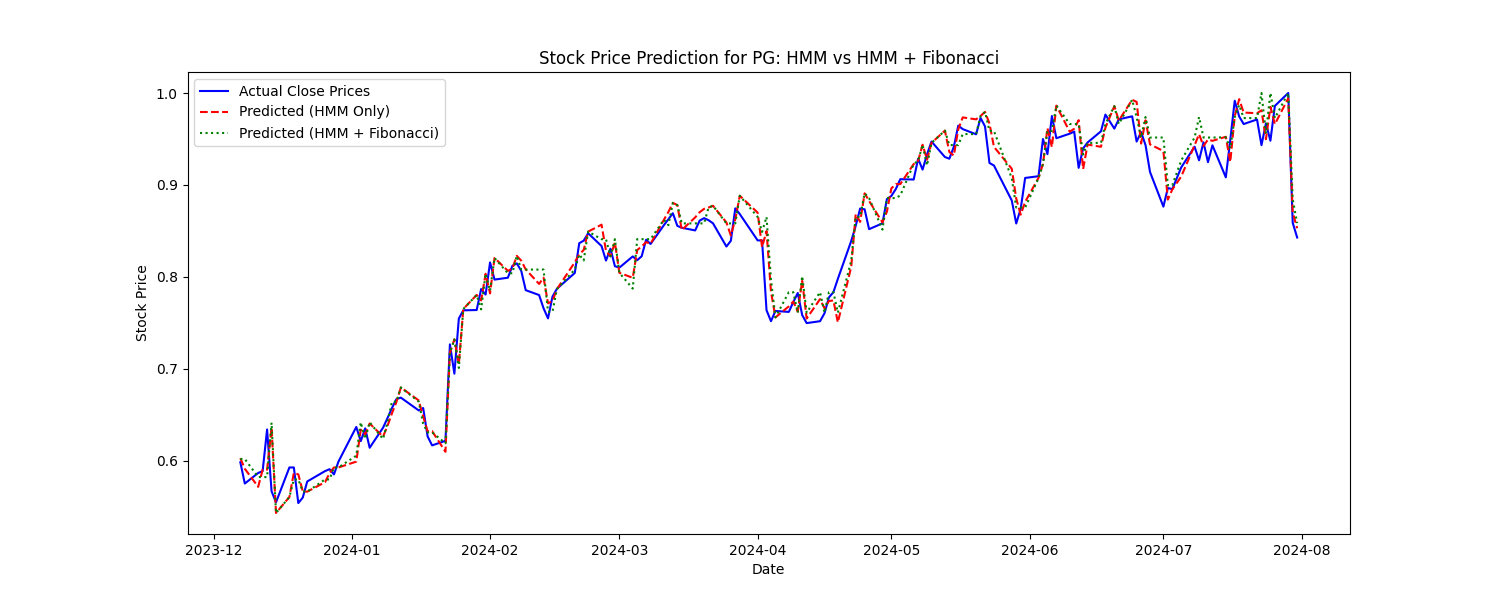 Stock Price Prediction for PG: HMM vs HMM + Fibonacci
Actual Close Prices
Predicted (HMM Only)
Predicted (HMM + Fibonacci)
Stock Price
1.0
0.9
0.8
0.7
0.6
2023-12 2024-01 2024-02 2024-03 2024-04 2024-05 2024-06 2024-07 2024-08
Date